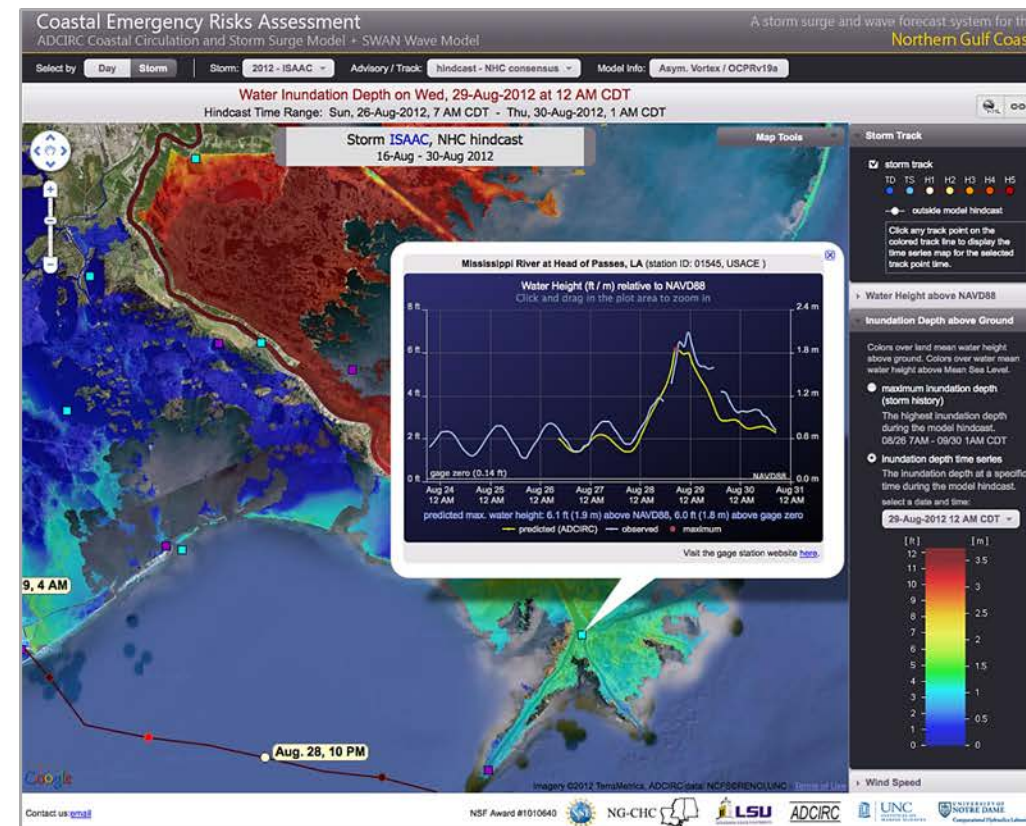 Coastal Emergency Risks Assessment
ADCIRC Coastal Circulation and Storm Surge Model + SWAN Wave Model
A storm surge and wave forecast system for th
Northern Gulf Coas
Select by Day Storm Storm: 2012 - ISAAC Advisory / Track: hindcast - NHC consensus Model Info: Asym. Vortex / OCPRv19a
Water Inundation Depth on Wed, 29-Aug-2012 at 12 AM CDT
Hindcast Time Range: Sun, 26-Aug-2012, 7 AM CDT - Thu, 30-Aug-2012, 1 AM CDT
Storm ISAAC, NHC hindcast
16-Aug - 30-Aug 2012
Map Tools
Mississippi River at Head of Passes, LA (station ID: 01545, USACE )
Water Height (ft / m) relative to NAVD88
Click and drag in the plot area to zoom in
8 ft 2.4 m
6 ft 1.8 m
4 ft 1.2 m
2 ft 0.6 m
gage zero (0.14 ft) NAVD88
0 ft 0.0 m
Aug 24 Aug 25 Aug 26 Aug 27 Aug 28 Aug 29 Aug 30 Aug 31
12 AM 12 AM 12 AM 12 AM 12 AM 12 AM 12 AM 12 AM
predicted max. water height: 6.1 ft (1.9 m) above NAVD88, 6.0 ft (1.8 m) above gage zero
predicted (ADCIRC) observed maximum
Visit the gage station website here.
9, 4 AM
Aug. 28, 10 PM
Google
Imagery ©2012 TerraMetrics, ADCIRC data: NCFS©RENCI,UNC - Terms of Use
Storm Track
storm track
TD TS H1 H2 H3 H4 H5
outside model hindcast
Click any track point on the
colored track line to display the
time series map for the selected
track point time.
Water Height above NAVD88
Inundation Depth above Ground
Colors over land mean water height
above ground. Colors over water mean
water height above Mean Sea Level.
maximum inundation depth
(storm history)
The highest inundation depth
during the model hindcast.
08/26 7AM - 09/30 1AM CDT
inundation depth time series
The inundation depth at a specific
time during the model hindcast.
select a date and time:
29-Aug-2012 12 AM CDT
[ft] [m]
12
11 3.5
10 3
9
8 2.5
7
6 2
5 1.5
4
3 1
2
1 0.5
0 0
Wind Speed
Contact us:email
NSF Award #1010640
NG-CHC
LSU
ADCIRC
UNC
UNIVERSITY OF
NOTRE DAME
Computational Hydraulics Labora